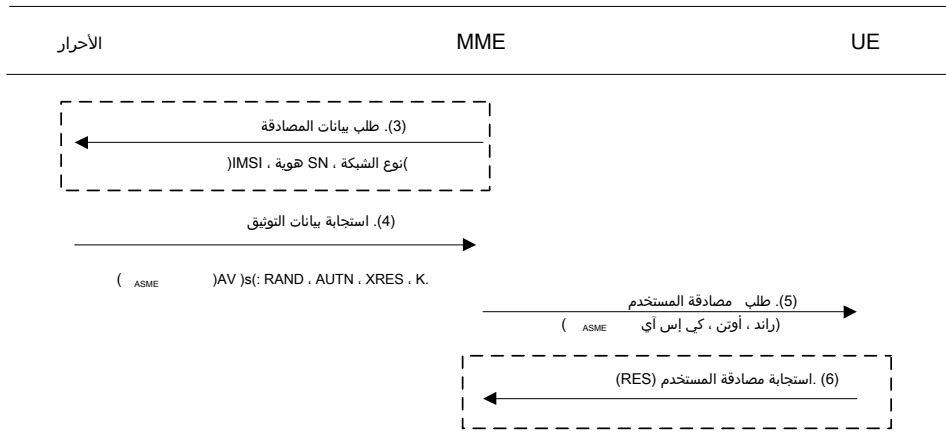 الأحرار MME UE
(3). طلب بيانات المصادقة
)نوع الشبكة ، SN هوية ، IMSI(
(4). استجابة بيانات التوثيق
( ASME )AV )s(: RAND ، AUTN ، XRES ، K.
(5). طلب مصادقة المستخدم
(راند ، أوتن ، كي إس آي ASME )
(6) .استجابة مصادقة المستخدم (RES)